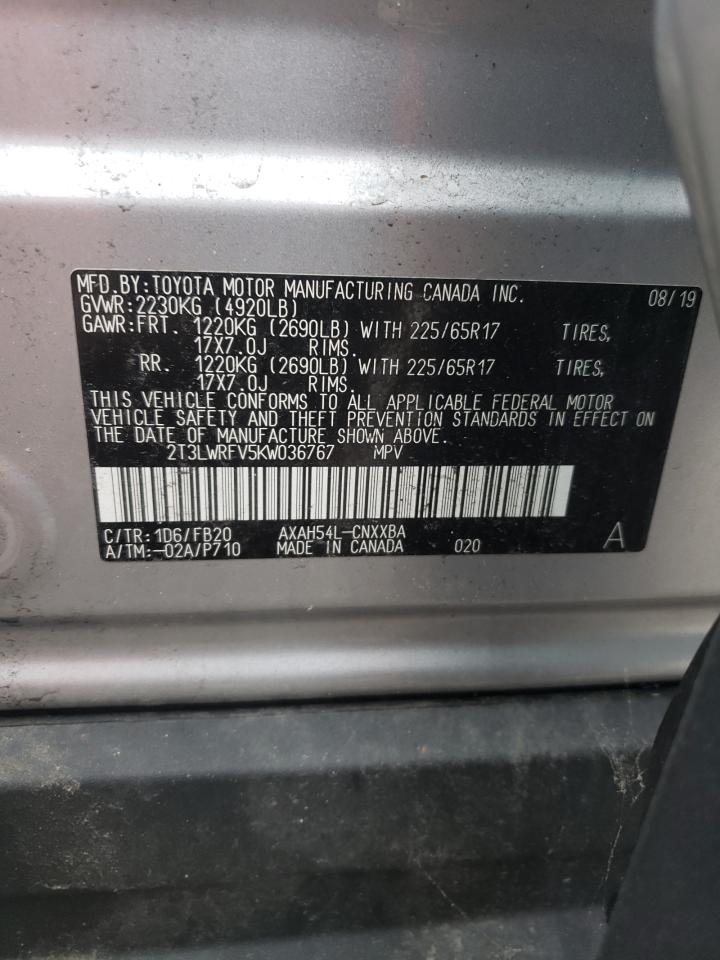 MFD.BY:TOYOTA MOTOR MANUFACTURING CANADA INC. 08/19
GVWR:2230KG (4920LB)
GAWR:FRT. 1220KG (2690LB) WITH 225/65R17 TIRES,
17X7.0J RIMS.
RR. 1220KG (2690LB) WITH 225/65R17 TIRES,
17X7.0J RIMS.
THIS VEHICLE CONFORMS TO ALL APPLICABLE FEDERAL MOTOR
VEHICLE SAFETY AND THEFT PREVENTION STANDARDS IN EFFECT ON
THE DATE OF MANUFACTURE SHOWN ABOVE.
2T3LWRFV5KW036767 MPV
C/TR:1D6/FB20 AXAH54L-CNXXBA
A/TM:-02A/P710 MADE IN CANADA 020 A